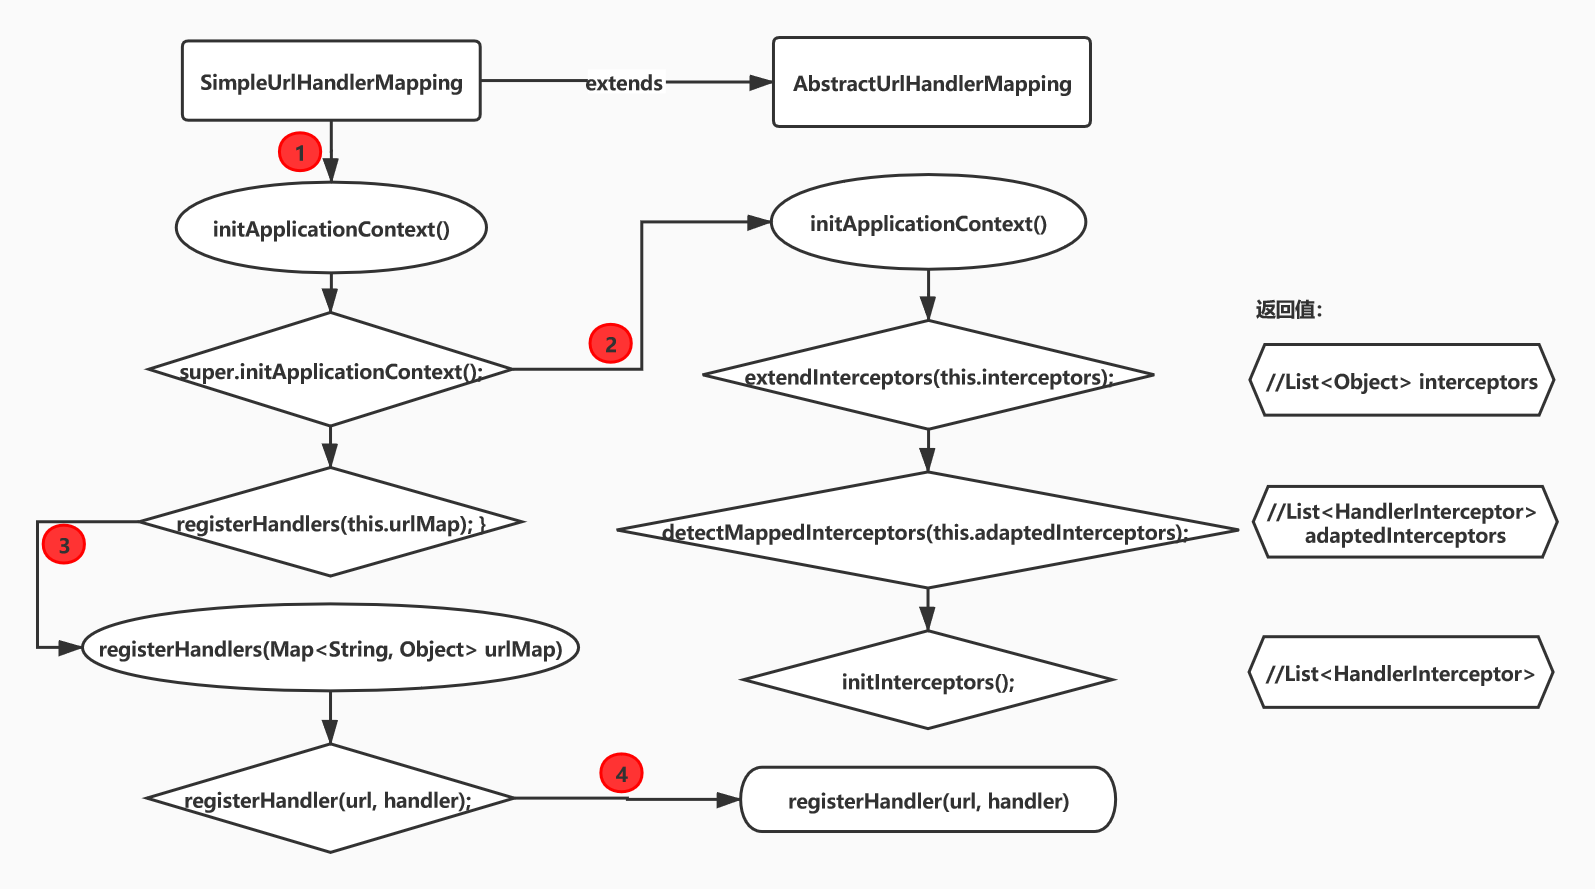 SimpleUrlHandlerMapping
extends
AbstractUrlHandlerMapping
1
initApplicationContext()
initApplicationContext()
super.initApplicationContext();
2
extendInterceptors(this.interceptors);
返回值：
//List<Object> interceptors
registerHandlers(this.urlMap); }
3
detectMappedInterceptors(this.adaptedInterceptors);
//List<HandlerInterceptor>
adaptedInterceptors
registerHandlers(Map<String, Object> urlMap)
initInterceptors();
//List<HandlerInterceptor>
registerHandler(url, handler);
4
registerHandler(url, handler)